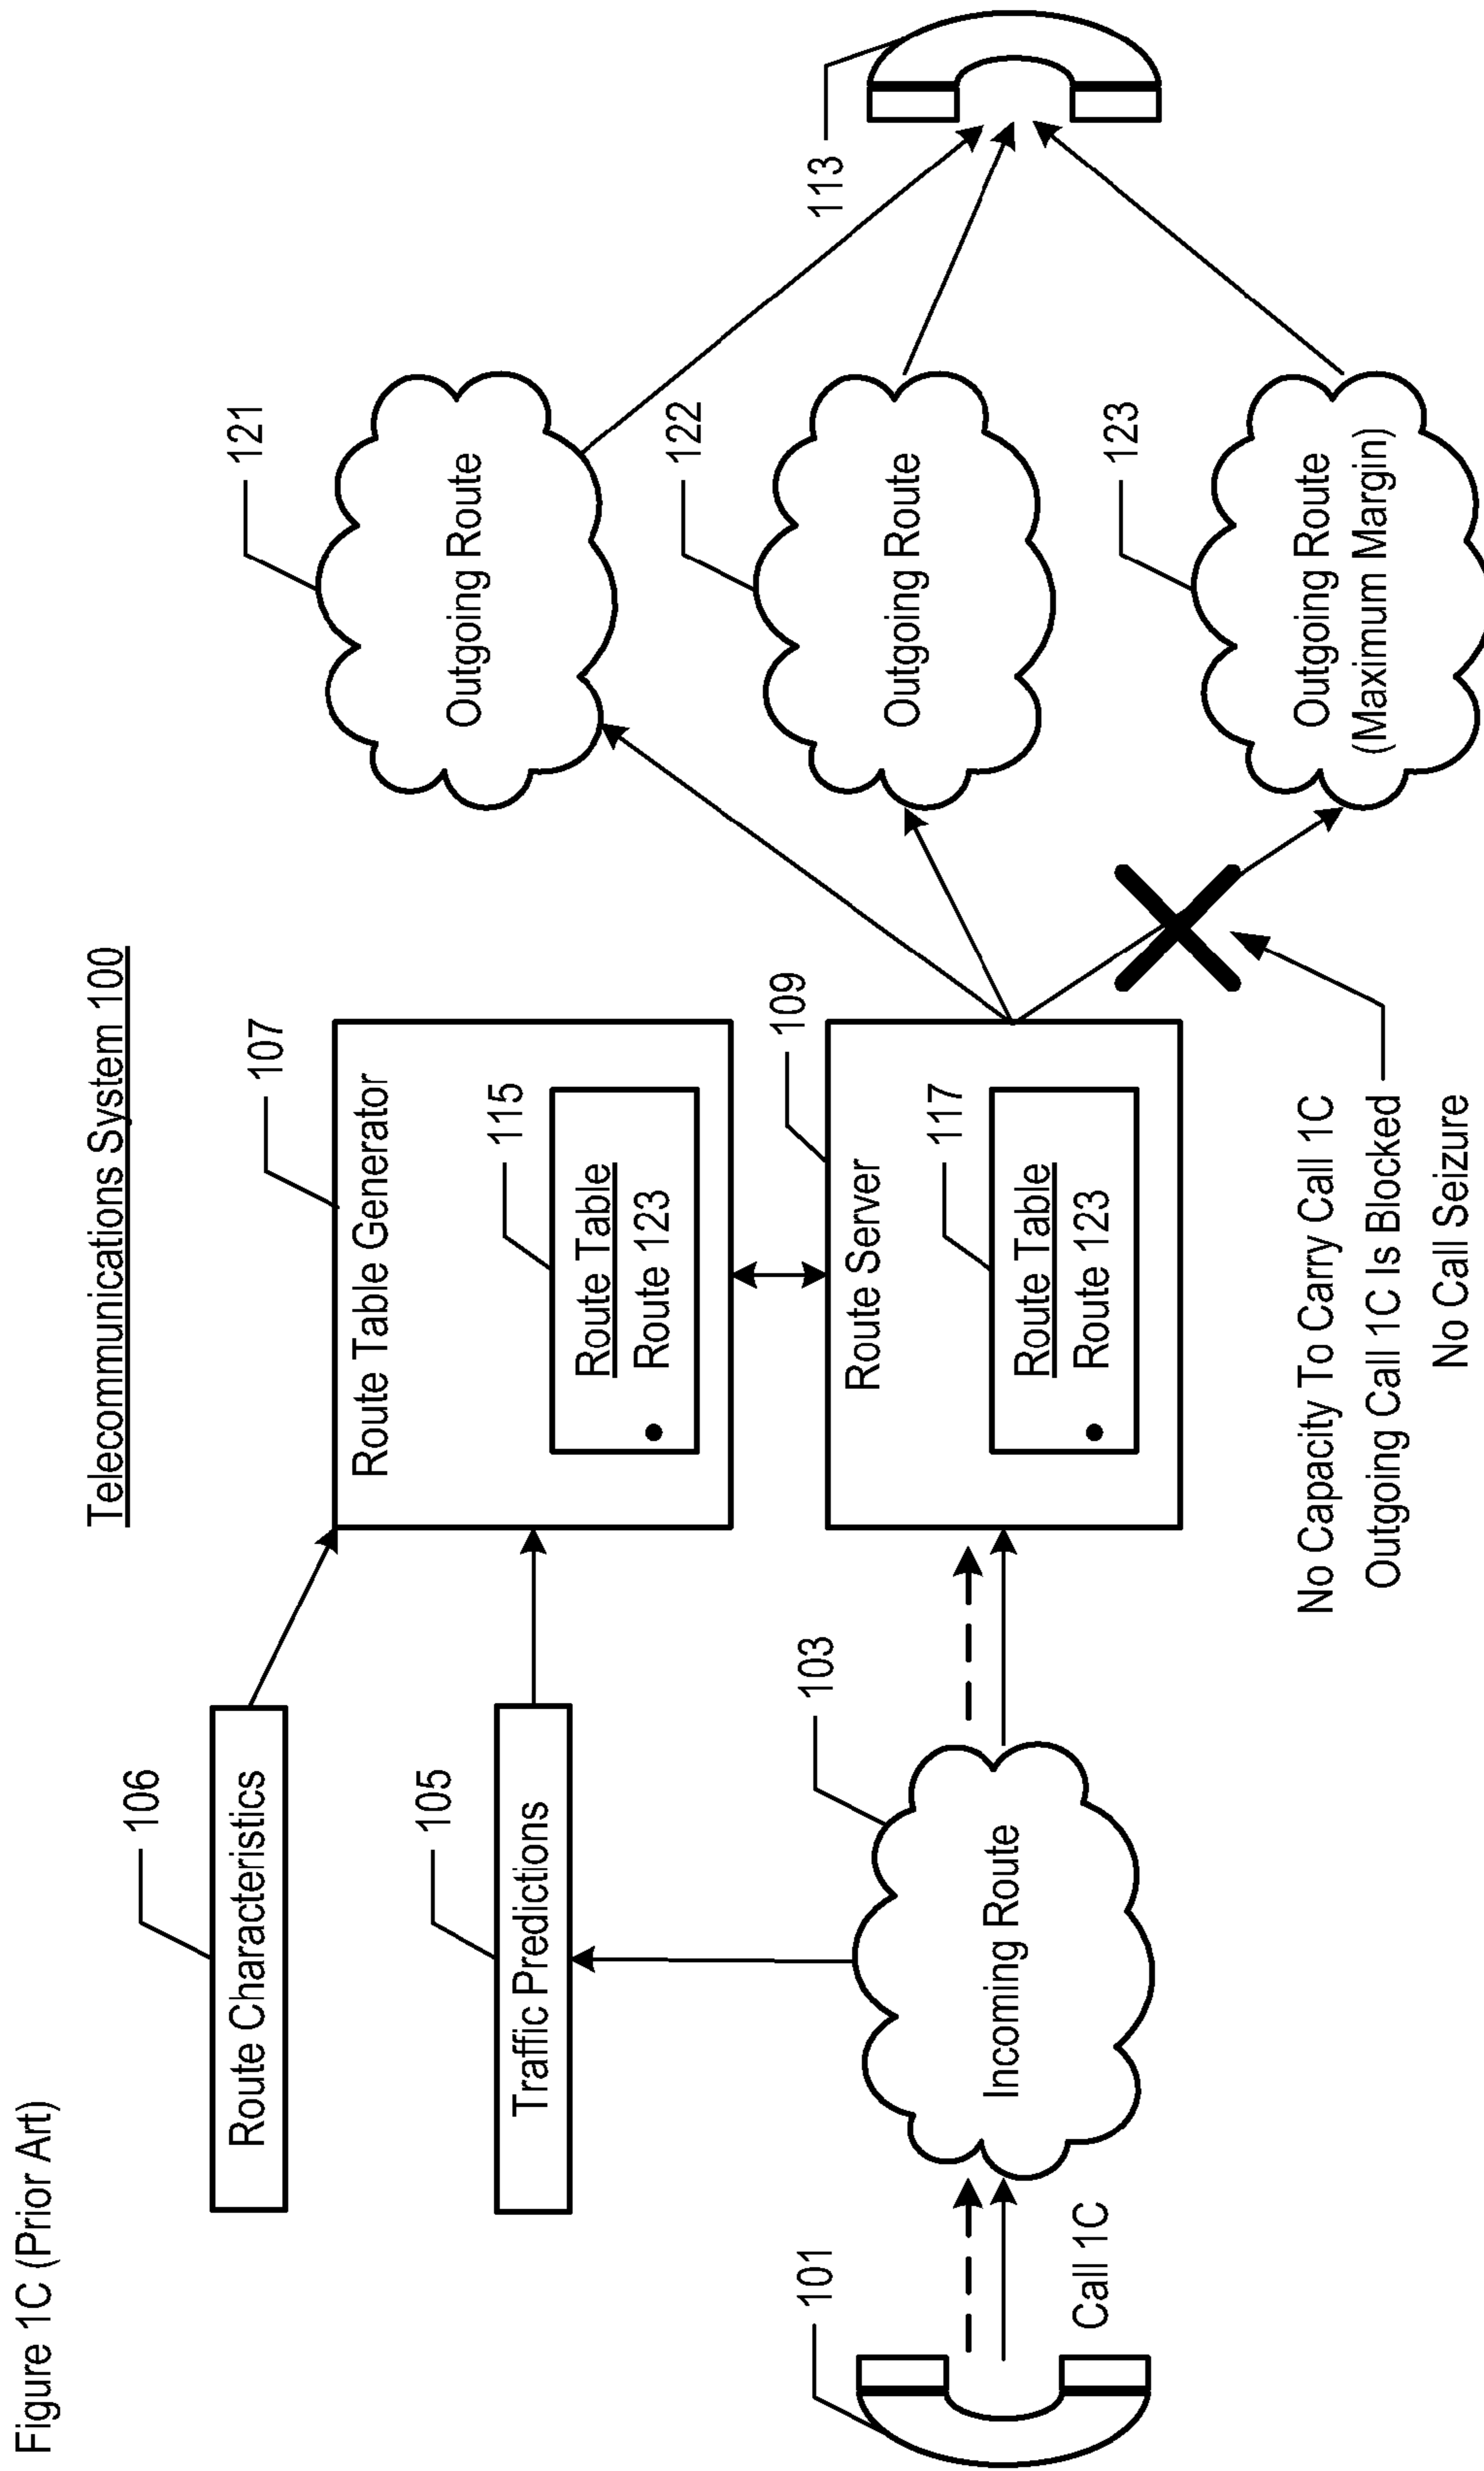 Figure 1C (Prior Art)
Telecommunications System 100
106
Route Characteristics
105
Traffic Predictions
107
Route Table Generator
115
Route Table
Route 123
121
Outgoing Route
101
Call 1C
103
Incoming Route
109
Route Server
117
Route Table
• Route 123
122
Outgoing Route
113
123
Outgoing Route
(Maximum Margin)
No Capacity To Carry Call 1C
Outgoing Call 1C Is Blocked
No Call Seizure